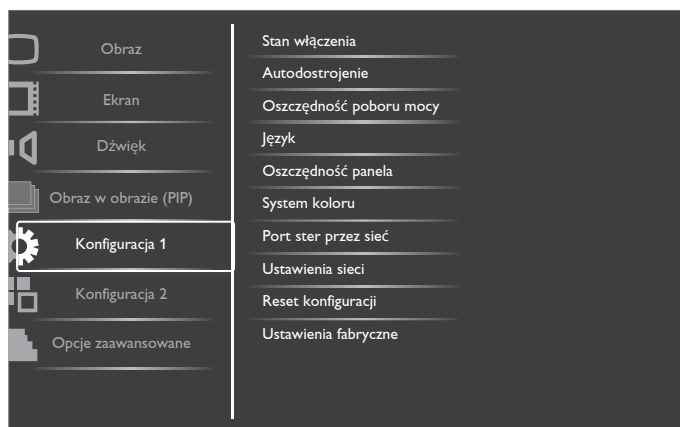 Obraz
Ekran
Dźwięk
Obraz w obrazie (PIP)
Konfiguracja 1
Konfiguracja 2
Opcje zaawansowane
Stan włączenia
Autodostrojenie
Oszczędność poboru mocy
Język
Oszczędność panela
System koloru
Port ster przez sieć
Ustawienia sieci
Reset konfiguracji
Ustawienia fabryczne